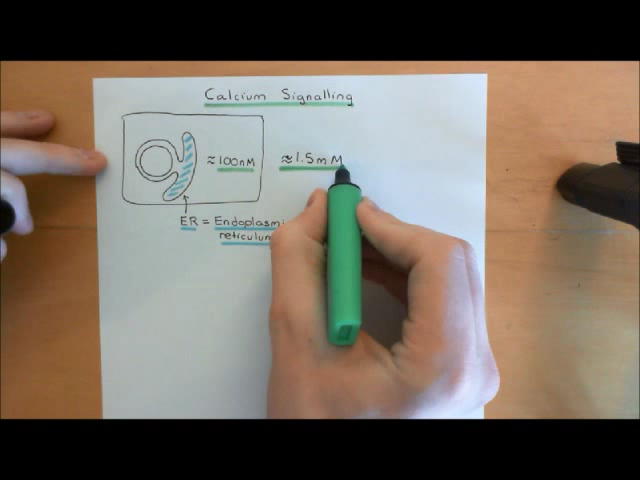 Calcium Signalling
≈100nM ≈1.5mM
ER = Endoplasmi
reticulum